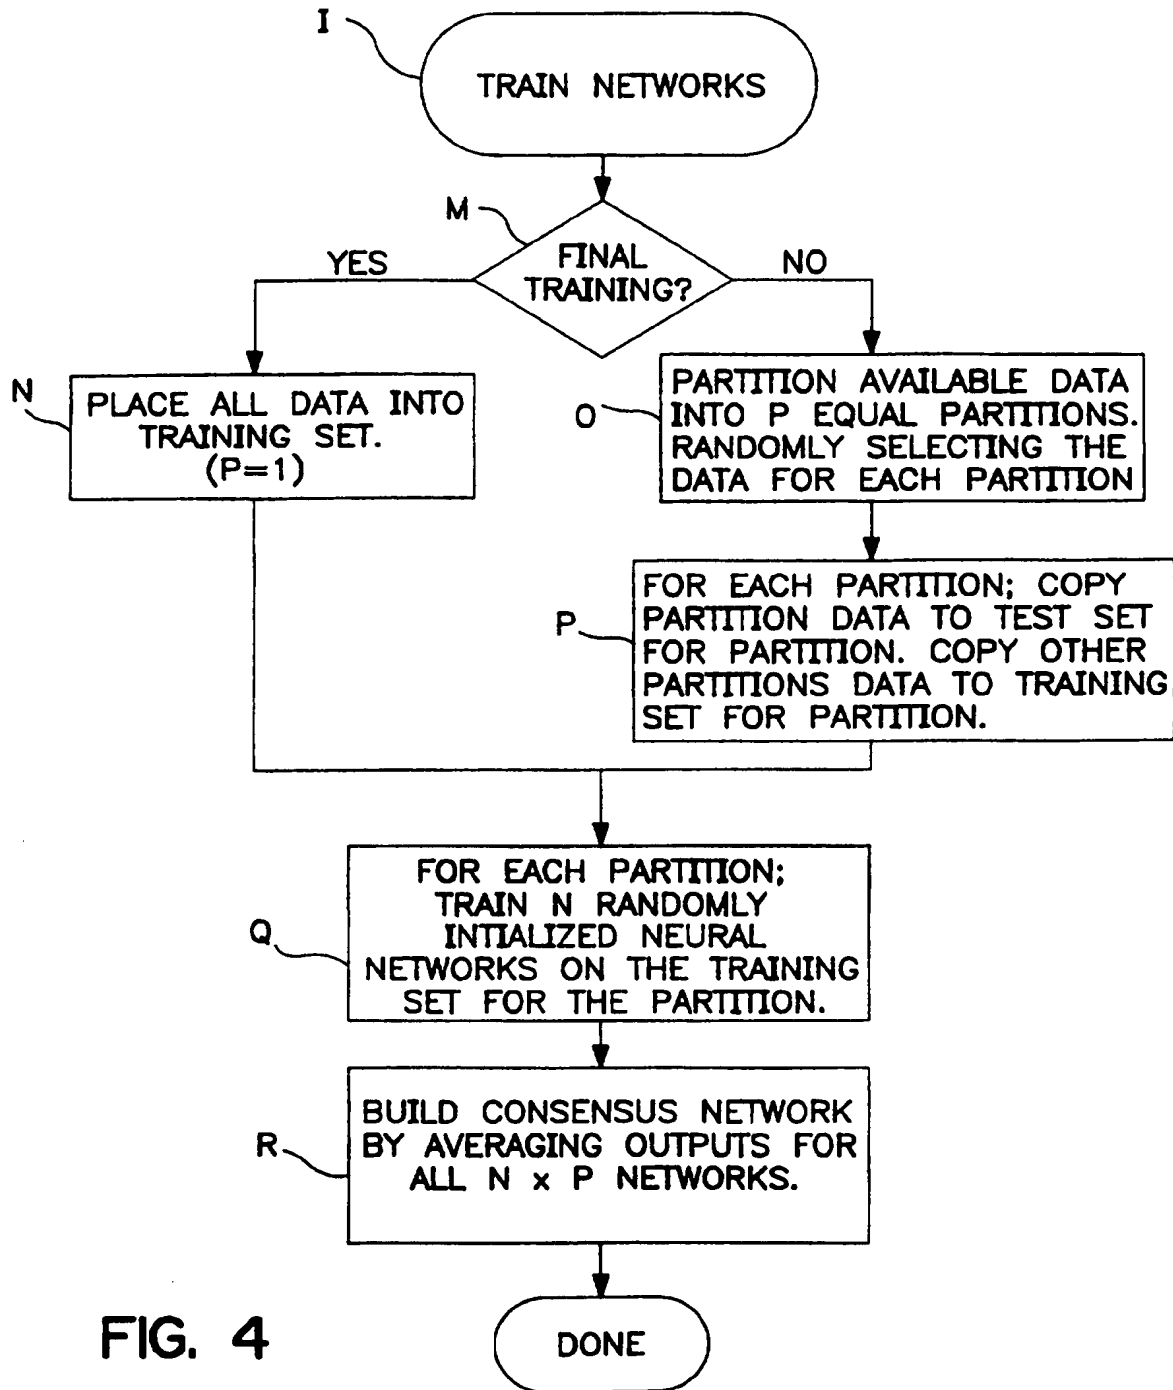 I
TRAIN NETWORKS
M
FINAL
TRAINING?
YES
NO
N
PLACE ALL DATA INTO
TRAINING SET.
(P=1)
O
PARTITION AVAILABLE DATA
INTO P EQUAL PARTITIONS.
RANDOMLY SELECTING THE
DATA FOR EACH PARTITION
P
FOR EACH PARTITION; COPY
PARTITION DATA TO TEST SET
FOR PARTITION. COPY OTHER
PARTITIONS DATA TO TRAINING
SET FOR PARTITION.
Q
FOR EACH PARTITION;
TRAIN N RANDOMLY
INTIALIZED NEURAL
NETWORKS ON THE TRAINING
SET FOR THE PARTITION.
R
BUILD CONSENSUS NETWORK
BY AVERAGING OUTPUTS FOR
ALL N x P NETWORKS.
DONE
FIG. 4